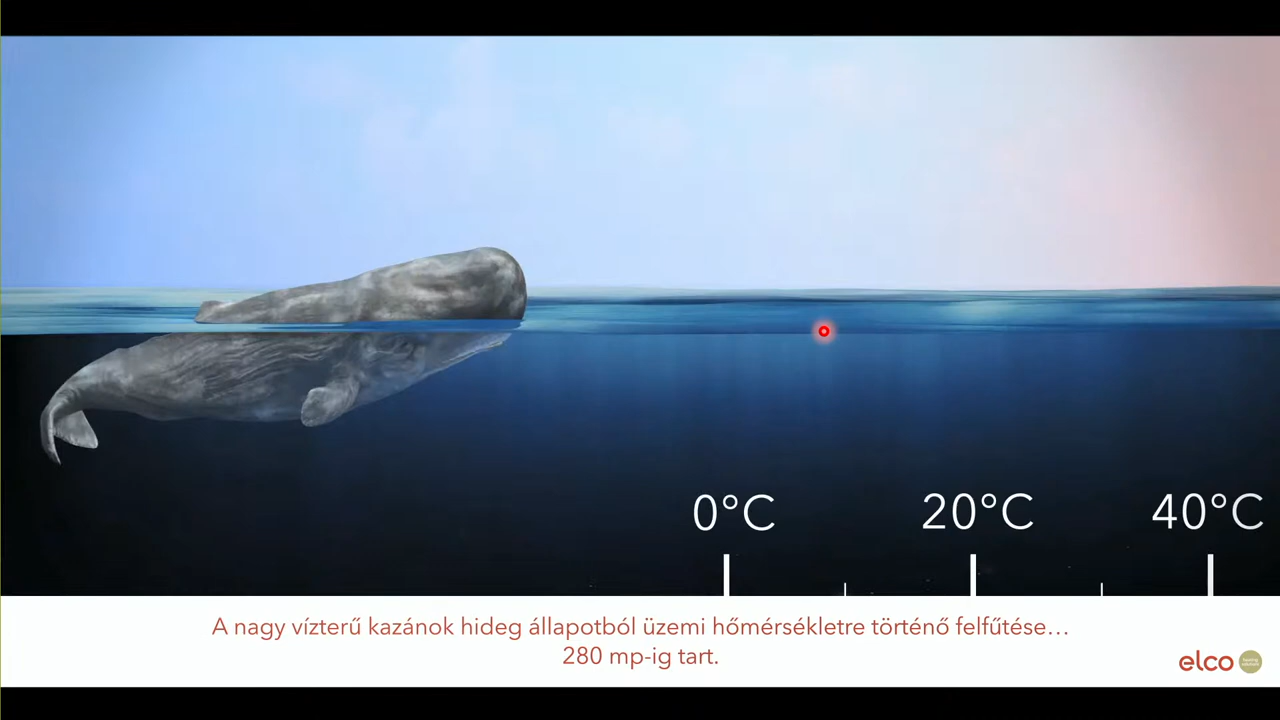 0°C 20°C 40°C
A nagy vízterű kazánok hideg állapotból üzemi hőmérsékletre történő felfűtése…
280 mp-ig tart.
elco